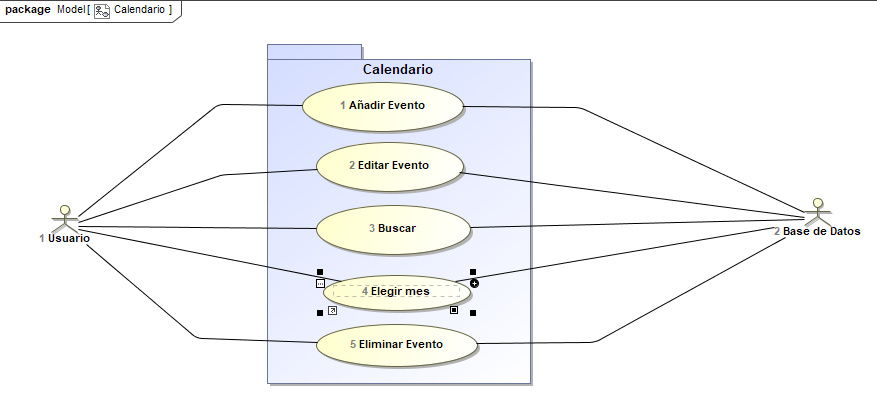 package Model [ Calendario ]
Calendario
1 Añadir Evento
2 Editar Evento
3 Buscar
1 Usuario
2 Base de Datos
4 Elegir mes
5 Eliminar Evento